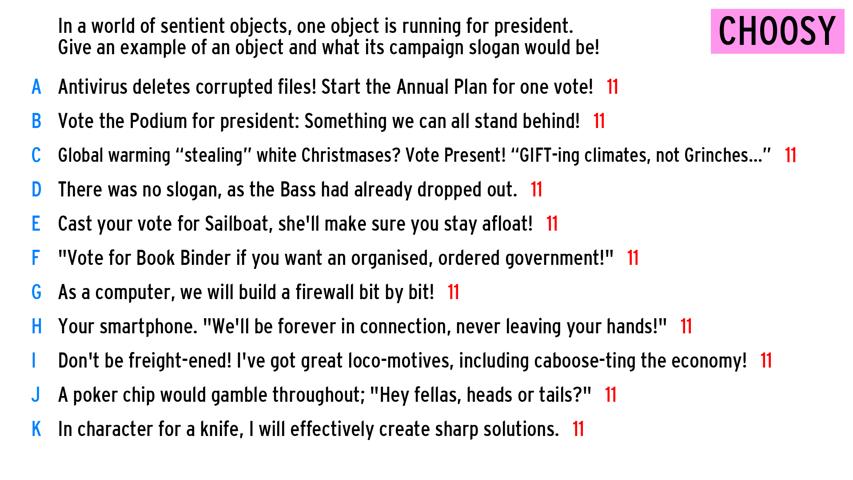 In a world of sentient objects, one object is running for president.
Give an example of an object and what its campaign slogan would be!
CHOOSY
A Antivirus deletes corrupted files! Start the Annual Plan for one vote! 11
B Vote the Podium for president: Something we can all stand behind! 11
C Global warming “stealing” white Christmases? Vote Present! “GIFT-ing climates, not Grinches...” 11
D There was no slogan, as the Bass had already dropped out. 11
E Cast your vote for Sailboat, she'll make sure you stay afloat! 11
F "Vote for Book Binder if you want an organised, ordered government!" 11
G As a computer, we will build a firewall bit by bit! 11
H Your smartphone. "We'll be forever in connection, never leaving your hands!" 11
I Don't be freight-ened! I've got great loco-motives, including caboose-ting the economy! 11
J A poker chip would gamble throughout; "Hey fellas, heads or tails?" 11
K In character for a knife, I will effectively create sharp solutions. 11